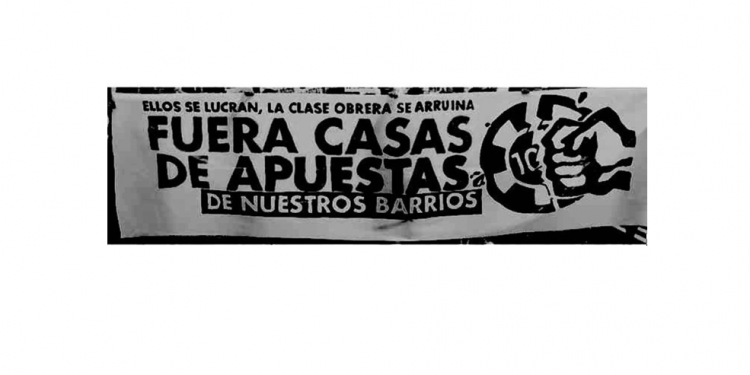 ELLOS SE LUCRAN, LA CLASE OBRERA SE ARRUINA
FUERA CASAS
DE APUESTAS
DE NUESTROS BARRIOS